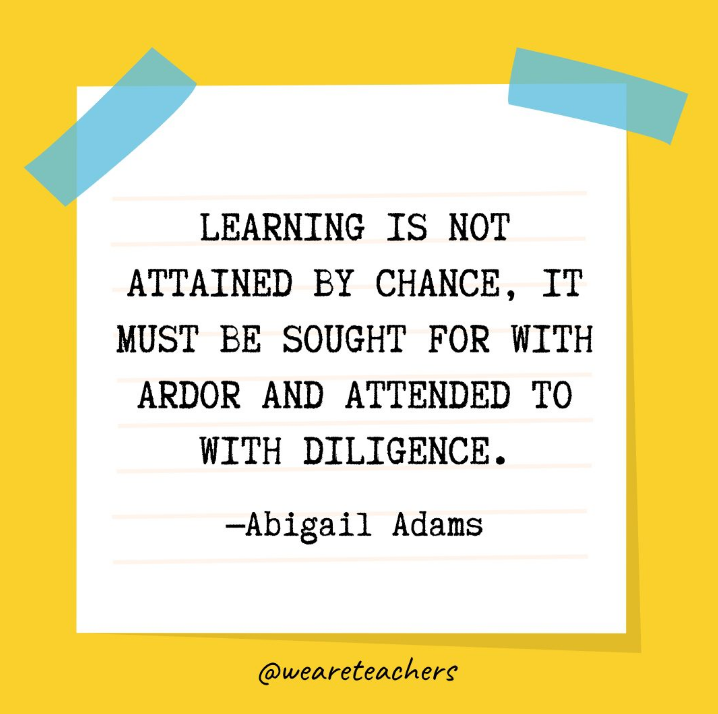 LEARNING IS NOT
ATTAINED BY CHANCE, IT
MUST BE SOUGHT FOR WITH
ARDOR AND ATTENDED TO
WITH DILIGENCE.
—Abigail Adams
@weareteachers